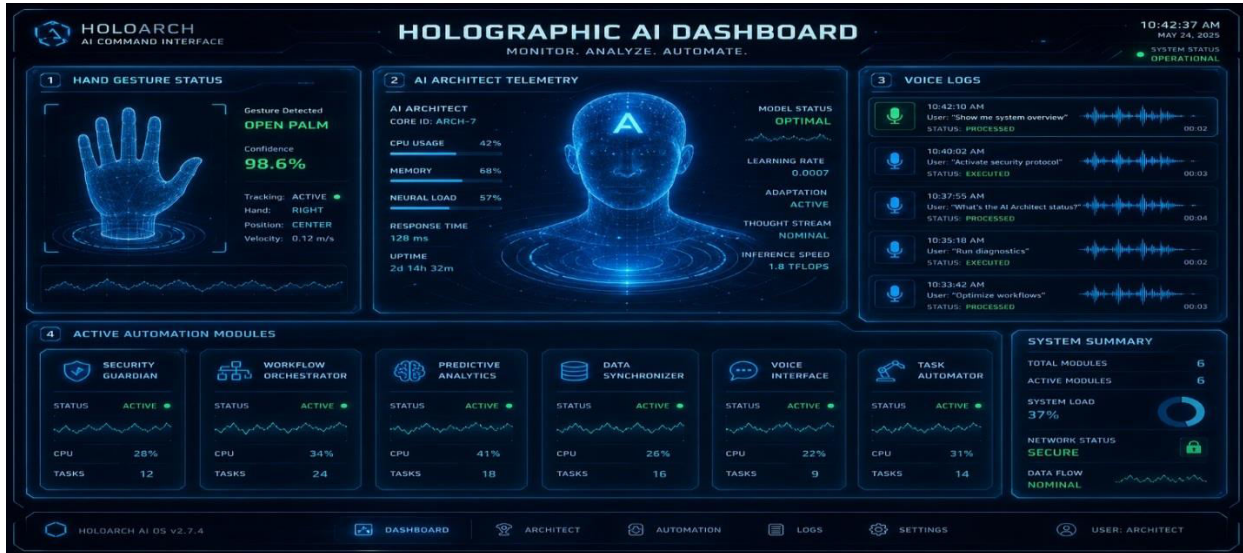 HOLOARCH
AI COMMAND INTERFACE
HOLOGRAPHIC AI DASHBOARD
MONITOR. ANALYZE. AUTOMATE.
10:42:37 AM
MAY 24, 2025
SYSTEM STATUS
OPERATIONAL
1 HAND GESTURE STATUS
Gesture Detected
OPEN PALM
Confidence
98.6%
Tracking: ACTIVE
Hand: RIGHT
Position: CENTER
Velocity: 0.12 m/s
2 AI ARCHITECT TELEMETRY
AI ARCHITECT
CORE ID: ARCH-7
CPU USAGE 42%
MEMORY 68%
NEURAL LOAD 57%
RESPONSE TIME
128 ms
UPTIME
2d 14h 32m
A
MODEL STATUS
OPTIMAL
LEARNING RATE
0.0007
ADAPTATION
ACTIVE
THOUGHT STREAM
NOMINAL
INFERENCE SPEED
1.8 TFLOPS
3 VOICE LOGS
10:42:10 AM
User: "Show me system overview"
STATUS: PROCESSED 00:02
10:40:02 AM
User: "Activate security protocol"
STATUS: EXECUTED 00:03
10:37:55 AM
User: "What's the AI Architect status?"
STATUS: PROCESSED 00:04
10:35:18 AM
User: "Run diagnostics"
STATUS: EXECUTED 00:02
10:33:42 AM
User: "Optimize workflows"
STATUS: PROCESSED 00:03
4 ACTIVE AUTOMATION MODULES
SECURITY
GUARDIAN
STATUS ACTIVE
CPU 28%
TASKS 12
WORKFLOW
ORCHESTRATOR
STATUS ACTIVE
CPU 34%
TASKS 24
PREDICTIVE
ANALYTICS
STATUS ACTIVE
CPU 41%
TASKS 18
DATA
SYNCHRONIZER
STATUS ACTIVE
CPU 26%
TASKS 16
VOICE
INTERFACE
STATUS ACTIVE
CPU 22%
TASKS 9
TASK
AUTOMATOR
STATUS ACTIVE
CPU 31%
TASKS 14
SYSTEM SUMMARY
TOTAL MODULES 6
ACTIVE MODULES 6
SYSTEM LOAD
37%
NETWORK STATUS
SECURE
DATA FLOW
NOMINAL
HOLOARCH AI OS v2.7.4
DASHBOARD
ARCHITECT
AUTOMATION
LOGS
SETTINGS
USER: ARCHITECT